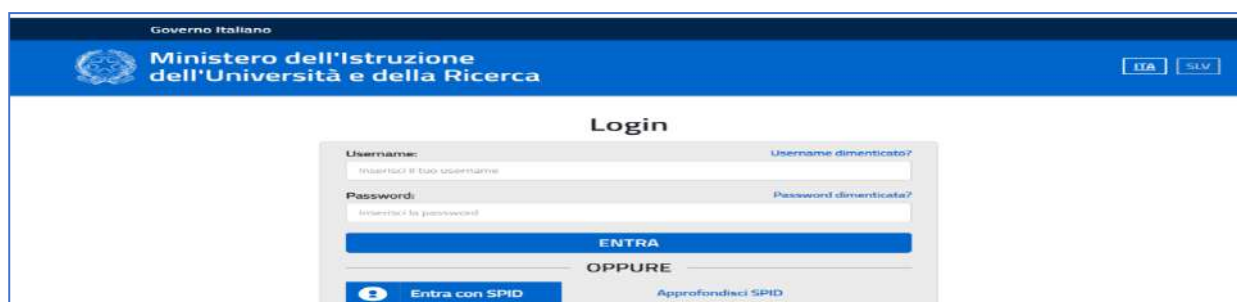 Governo Italiano
Ministero dell'Istruzione
dell'Università e della Ricerca
ITA SLV
Login
Username: Username dimenticato?
Inserisci il tuo username
Password: Password dimenticata?
Inserisci la password
ENTRA
OPPURE
Entra con SPID Approfondisci SPID